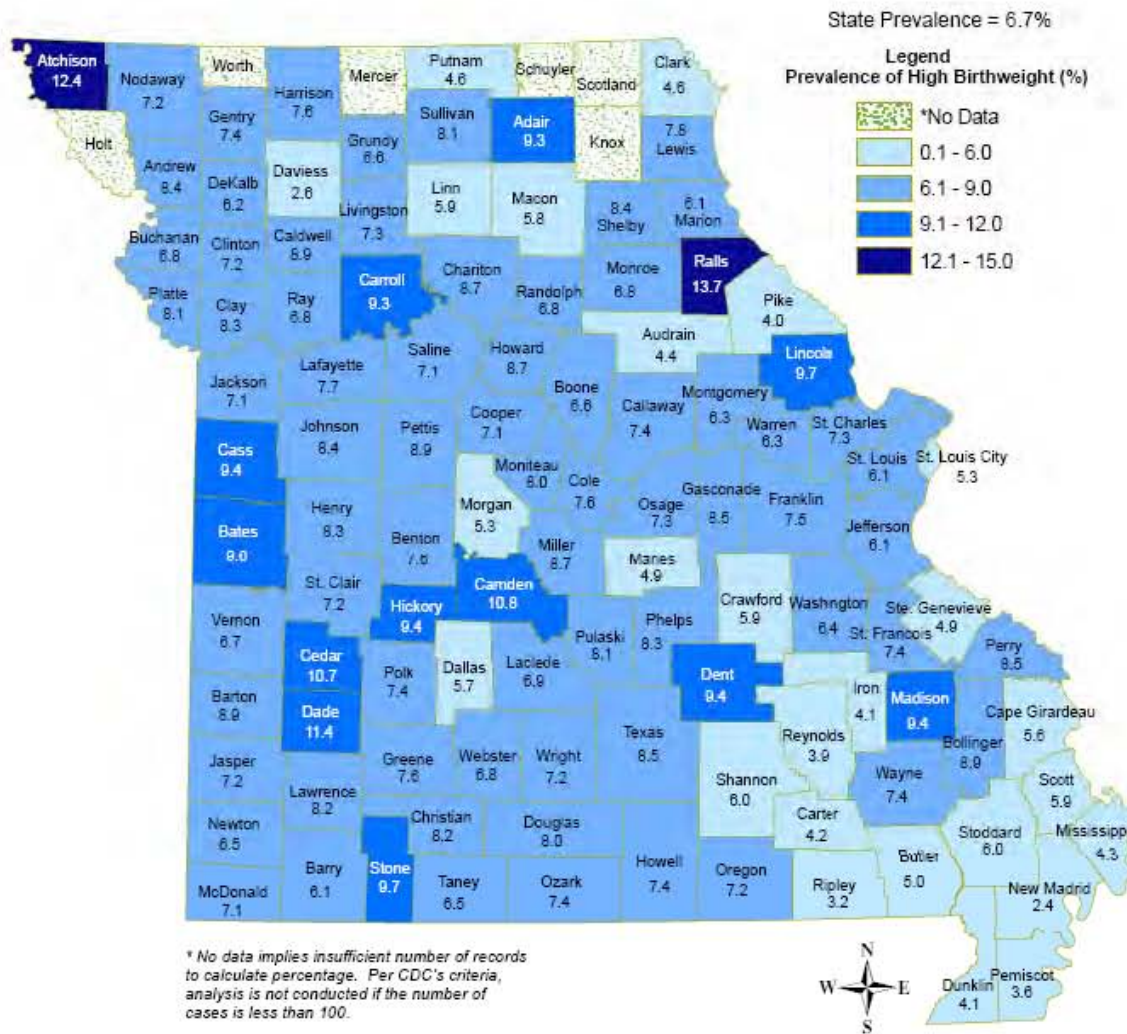 State Prevalence = 6.7%
Legend
Prevalence of High Birthweight (%)
*No Data
0.1 - 6.0
6.1 - 9.0
9.1 - 12.0
12.1 - 15.0
Atchison
12.4
Nodaway
7.2
Worth
Harrison
7.6
Mercer
Putnam
4.6
Schuyler
Scotland
Clark
4.6
Holt
Gentry
7.4
Sullivan
8.1
Adair
9.3
Knox
7.8
Lewis
Andrew
8.4
DeKalb
6.2
Daviess
2.6
Grundy
6.6
Linn
5.9
Macon
5.8
8.4
Shelby
6.1
Marion
Livingston
7.3
Buchanan
6.8
Clinton
7.2
Caldwell
8.9
Carroll
9.3
Chariton
8.7
Randolph
6.8
Monroe
6.8
Ralls
13.7
Pike
4.0
Platte
8.1
Clay
8.3
Ray
6.8
Audrain
4.4
Lincoln
9.7
Jackson
7.1
Lafayette
7.7
Saline
7.1
Howard
8.7
Boone
6.6
Callaway
7.4
Montgomery
6.3
Warren
6.3
St. Charles
7.3
St. Louis
6.1
St. Louis City
5.3
Cass
9.4
Johnson
8.4
Pettis
8.9
Cooper
7.1
Moniteau
8.0
Cole
7.6
Osage
7.3
Gasconade
8.5
Franklin
7.5
Jefferson
6.1
Bates
9.0
Henry
8.3
Benton
7.6
Morgan
5.3
Miller
8.7
Maries
4.9
St. Clair
7.2
Hickory
9.4
Camden
10.8
Pulaski
8.1
Phelps
8.3
Crawford
5.9
Washington
6.4
Ste. Genevieve
4.9
St. Francois
7.4
Perry
8.5
Vernon
6.7
Cedar
10.7
Polk
7.4
Dallas
5.7
Laclede
6.9
Dent
9.4
Iron
4.1
Madison
9.4
Cape Girardeau
5.6
Barton
8.9
Dade
11.4
Texas
8.5
Reynolds
3.9
Bollinger
8.9
Jasper
7.2
Greene
7.6
Webster
6.8
Wright
7.2
Shannon
6.0
Wayne
7.4
Scott
5.9
Lawrence
8.2
Christian
8.2
Douglas
8.0
Carter
4.2
Stoddard
6.0
Mississippi
4.3
Newton
6.5
Barry
6.1
Stone
9.7
Taney
6.5
Ozark
7.4
Howell
7.4
Oregon
7.2
Ripley
3.2
Butler
5.0
New Madrid
2.4
McDonald
7.1
Dunklin
4.1
Pemiscot
3.6
* No data implies insufficient number of records
to calculate percentage. Per CDC's criteria,
analysis is not conducted if the number of
cases is less than 100.
N
W
E
S